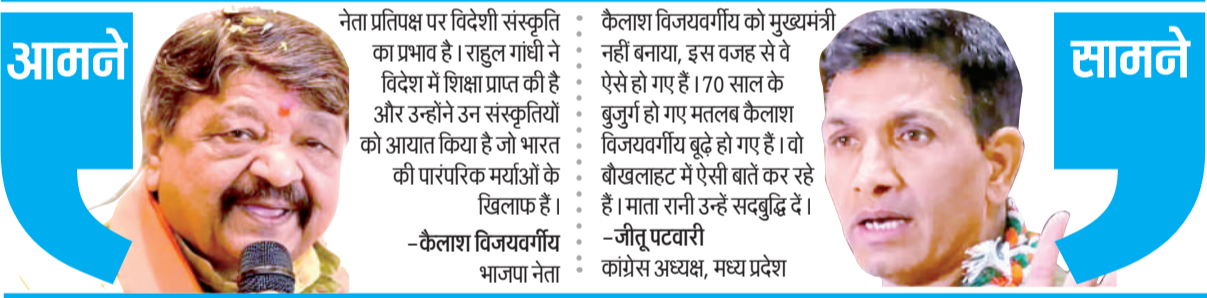 आमने
नेता प्रतिपक्ष पर विदेशी संस्कृति
का प्रभाव है। राहुल गांधी ने
विदेश में शिक्षा प्राप्त की है
और उन्होंने उन संस्कृतियों
को आयात किया है जो भारत
की पारंपरिक मर्याओं के
खिलाफ हैं।
–कैलाश विजयवर्गीय
भाजपा नेता
कैलाश विजयवर्गीय को मुख्यमंत्री
नहीं बनाया, इस वजह से वे
ऐसे हो गए हैं।70 साल के
बुजुर्ग हो गए मतलब कैलाश
विजयवर्गीय बूढ़े हो गए हैं। वो
बौखलाहट में ऐसी बातें कर रहे
हैं। माता रानी उन्हें सदबुद्धि दें।
–जीतू पटवारी
कांग्रेस अध्यक्ष, मध्य प्रदेश
सामने